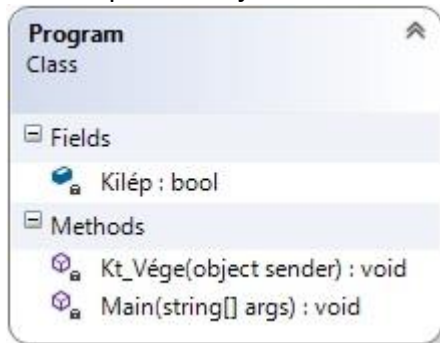 Program
Class
Fields
Kilép : bool
Methods
Kt_Vége(object sender) : void
Main(string[] args) : void